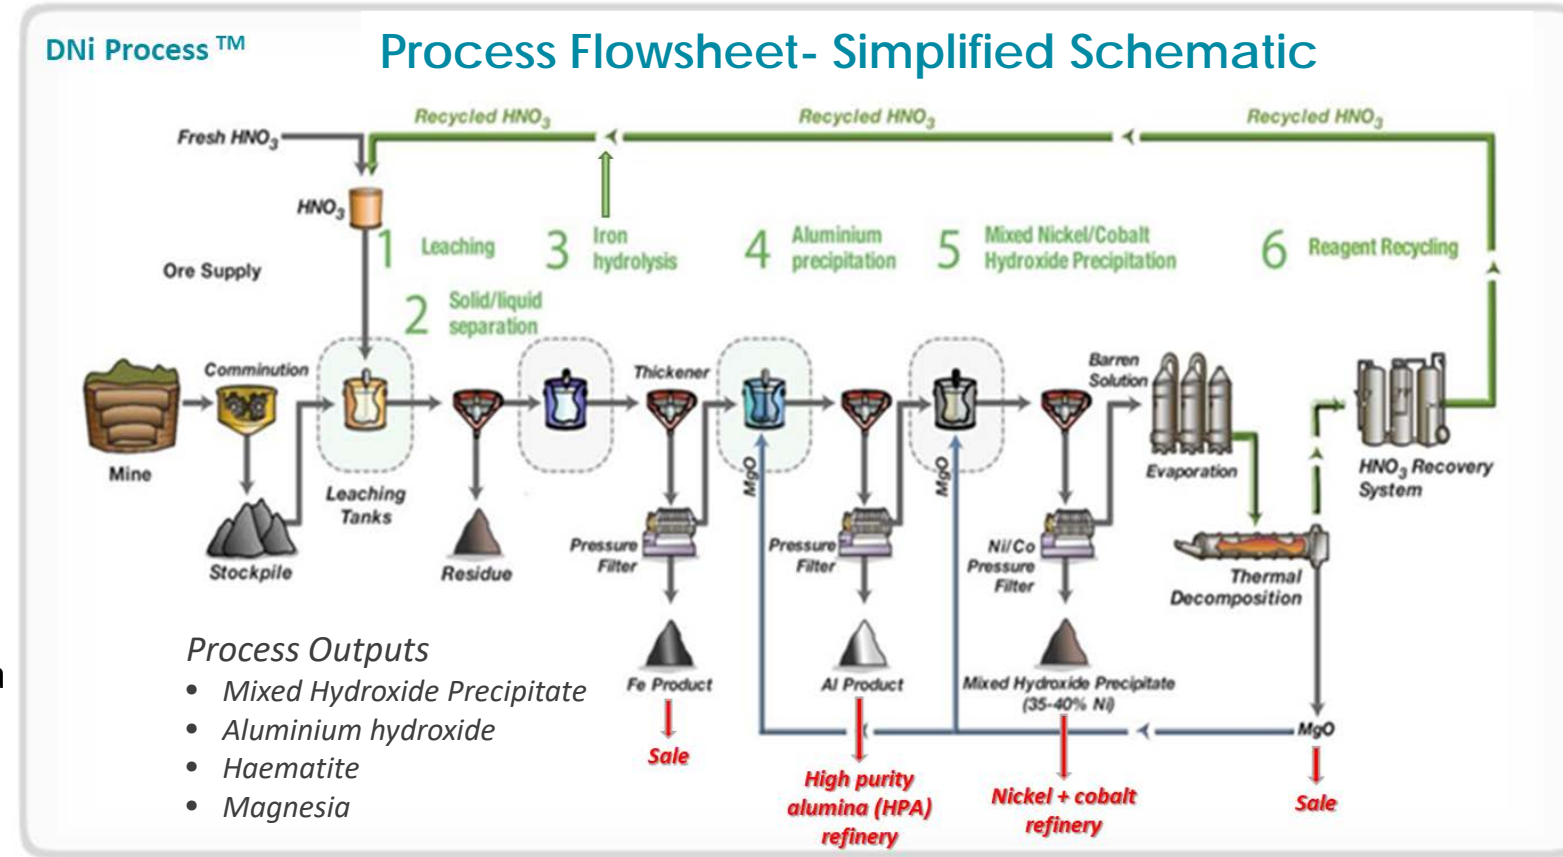 DNi Process ™
Process Flowsheet- Simplified Schematic
Recycled HNO₃
Recycled HNO₃
Recycled HNO₃
Fresh HNO₃
HNO₃
1 Leaching
2 Solid/liquid
separation
3 Iron
hydrolysis
4 Aluminium
precipitation
5 Mixed Nickel/Cobalt
Hydroxide Precipitation
6 Reagent Recycling
Ore Supply
Comminution
Thickener
Barren
Solution
Mine
Leaching
Tanks
MgO
MgO
Evaporation
HNO₃ Recovery
System
Stockpile
Residue
Pressure
Filter
Pressure
Filter
Ni/Co
Pressure
Filter
Thermal
Decomposition
Process Outputs
• Mixed Hydroxide Precipitate
• Aluminium hydroxide
• Haematite
• Magnesia
Fe Product
Al Product
Mixed Hydroxide Precipitate
(35-40% Ni)
MgO
Sale
High purity
alumina (HPA)
refinery
Nickel + cobalt
refinery
Sale